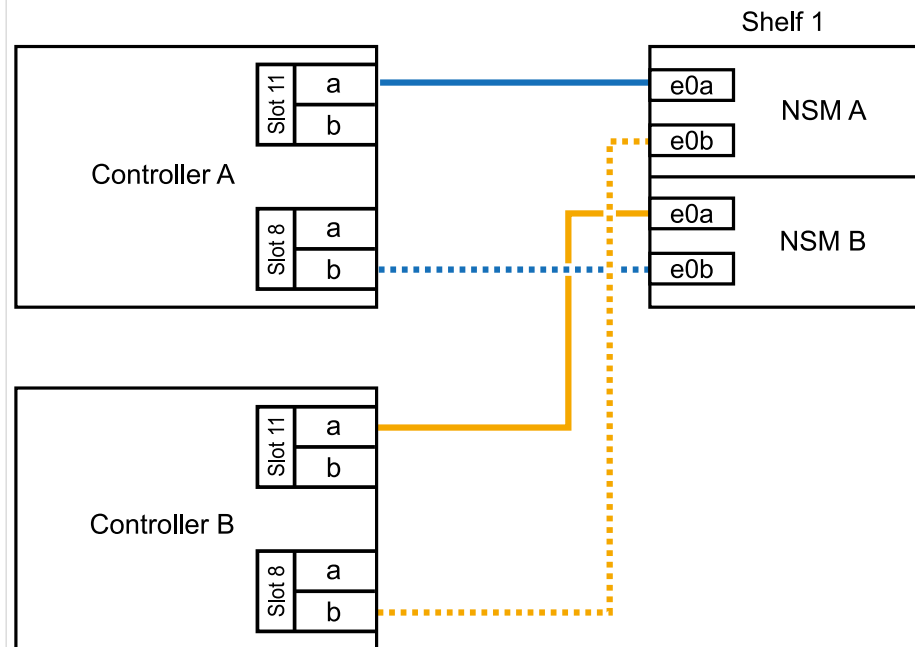 Shelf 1
Controller A
Slot 11
a
b
Slot 8
a
b
e0a
e0b
NSM A
e0a
e0b
NSM B
Controller B
Slot 11
a
b
Slot 8
a
b